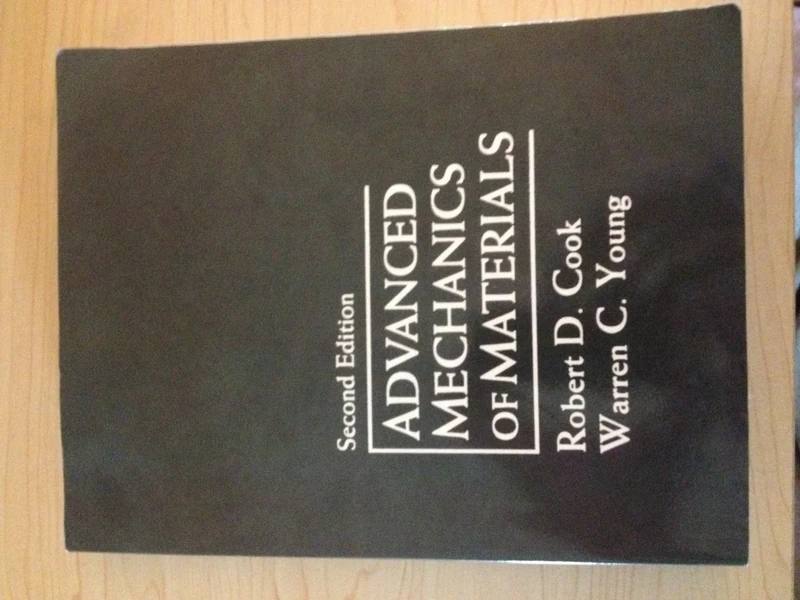 Second Edition
ADVANCED
MECHANICS
OF MATERIALS
Robert D. Cook
Warren C. Young